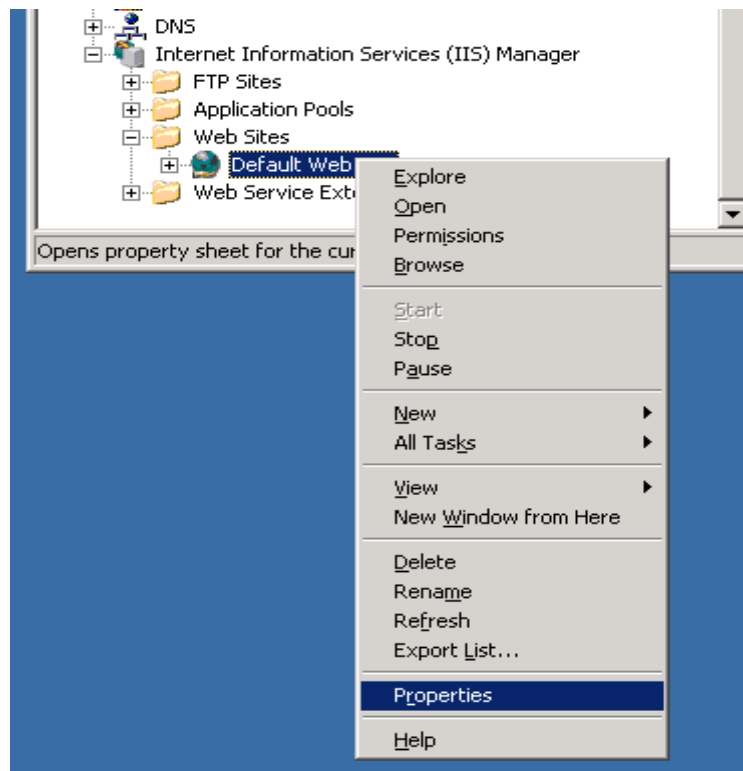 DNS
Internet Information Services (IIS) Manager
FTP Sites
Application Pools
Web Sites
Default Web
Web Service Ext
Opens property sheet for the cur
Explore
Open
Permissions
Browse
Start
Stop
Pause
New
All Tasks
View
New Window from Here
Delete
Rename
Refresh
Export List...
Properties
Help